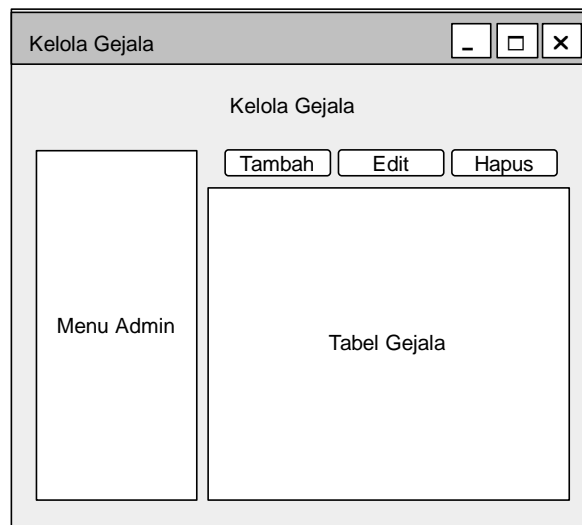 Kelola Gejala
Kelola Gejala
Tambah Edit Hapus
Menu Admin
Tabel Gejala